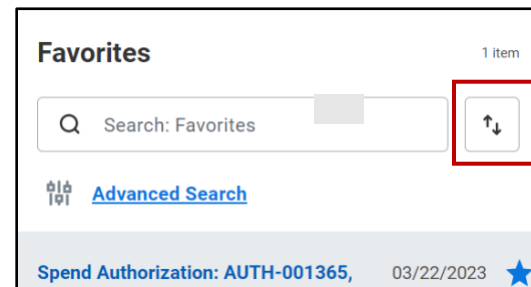 Favorites
1 item
Search: Favorites
Advanced Search
Spend Authorization: AUTH-001365,
03/22/2023